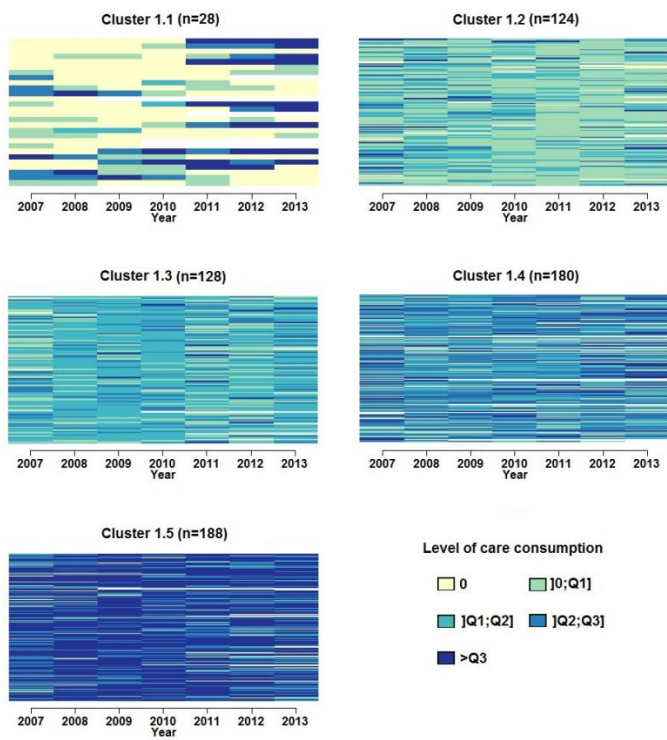 Cluster 1.1 (n=28)
Cluster 1.2 (n=124)
2007 2008 2009 2010 2011 2012 2013
Year
2007 2008 2009 2010 2011 2012 2013
Year
Cluster 1.3 (n=128)
Cluster 1.4 (n=180)
2007 2008 2009 2010 2011 2012 2013
Year
2007 2008 2009 2010 2011 2012 2013
Year
Cluster 1.5 (n=188)
2007 2008 2009 2010 2011 2012 2013
Year
Level of care consumption
0 ]0;Q1]
]Q1;Q2] ]Q2;Q3]
>Q3